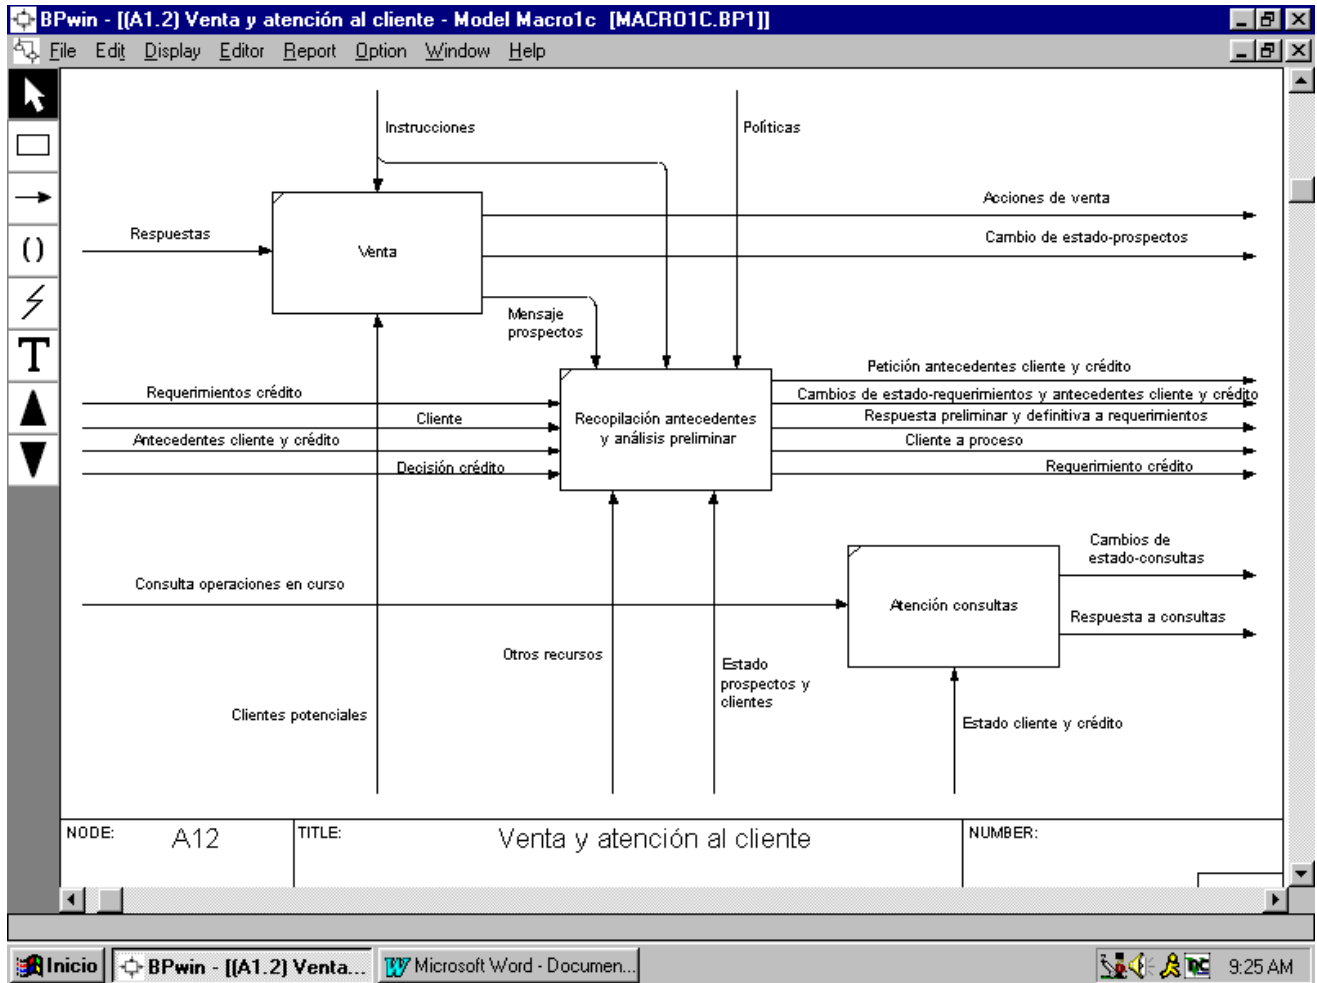 BPwin - [(A1.2) Venta y atención al cliente - Model Macro1c [MACRO1C.BP1]]
File Edit Display Editor Report Option Window Help
Instrucciones
Políticas
Acciones de venta
Respuestas
Venta
Cambio de estado-prospectos
Mensaje
prospectos
Petición antecedentes cliente y crédito
Requerimientos crédito
Cambios de estado-requerimientos y antecedentes cliente y crédito
Cliente
Recopilación antecedentes
y análisis preliminar
Respuesta preliminar y definitiva a requerimientos
Antecedentes cliente y crédito
Cliente a proceso
Decisión crédito
Requerimiento crédito
Cambios de
estado-consultas
Consulta operaciones en curso
Atención consultas
Respuesta a consultas
Otros recursos
Estado
prospectos y
clientes
Clientes potenciales
Estado cliente y crédito
NODE: A12
TITLE: Venta y atención al cliente
NUMBER:
T
Inicio
BPwin - [(A1.2) Venta...
Microsoft Word - Documen...
9:25 AM